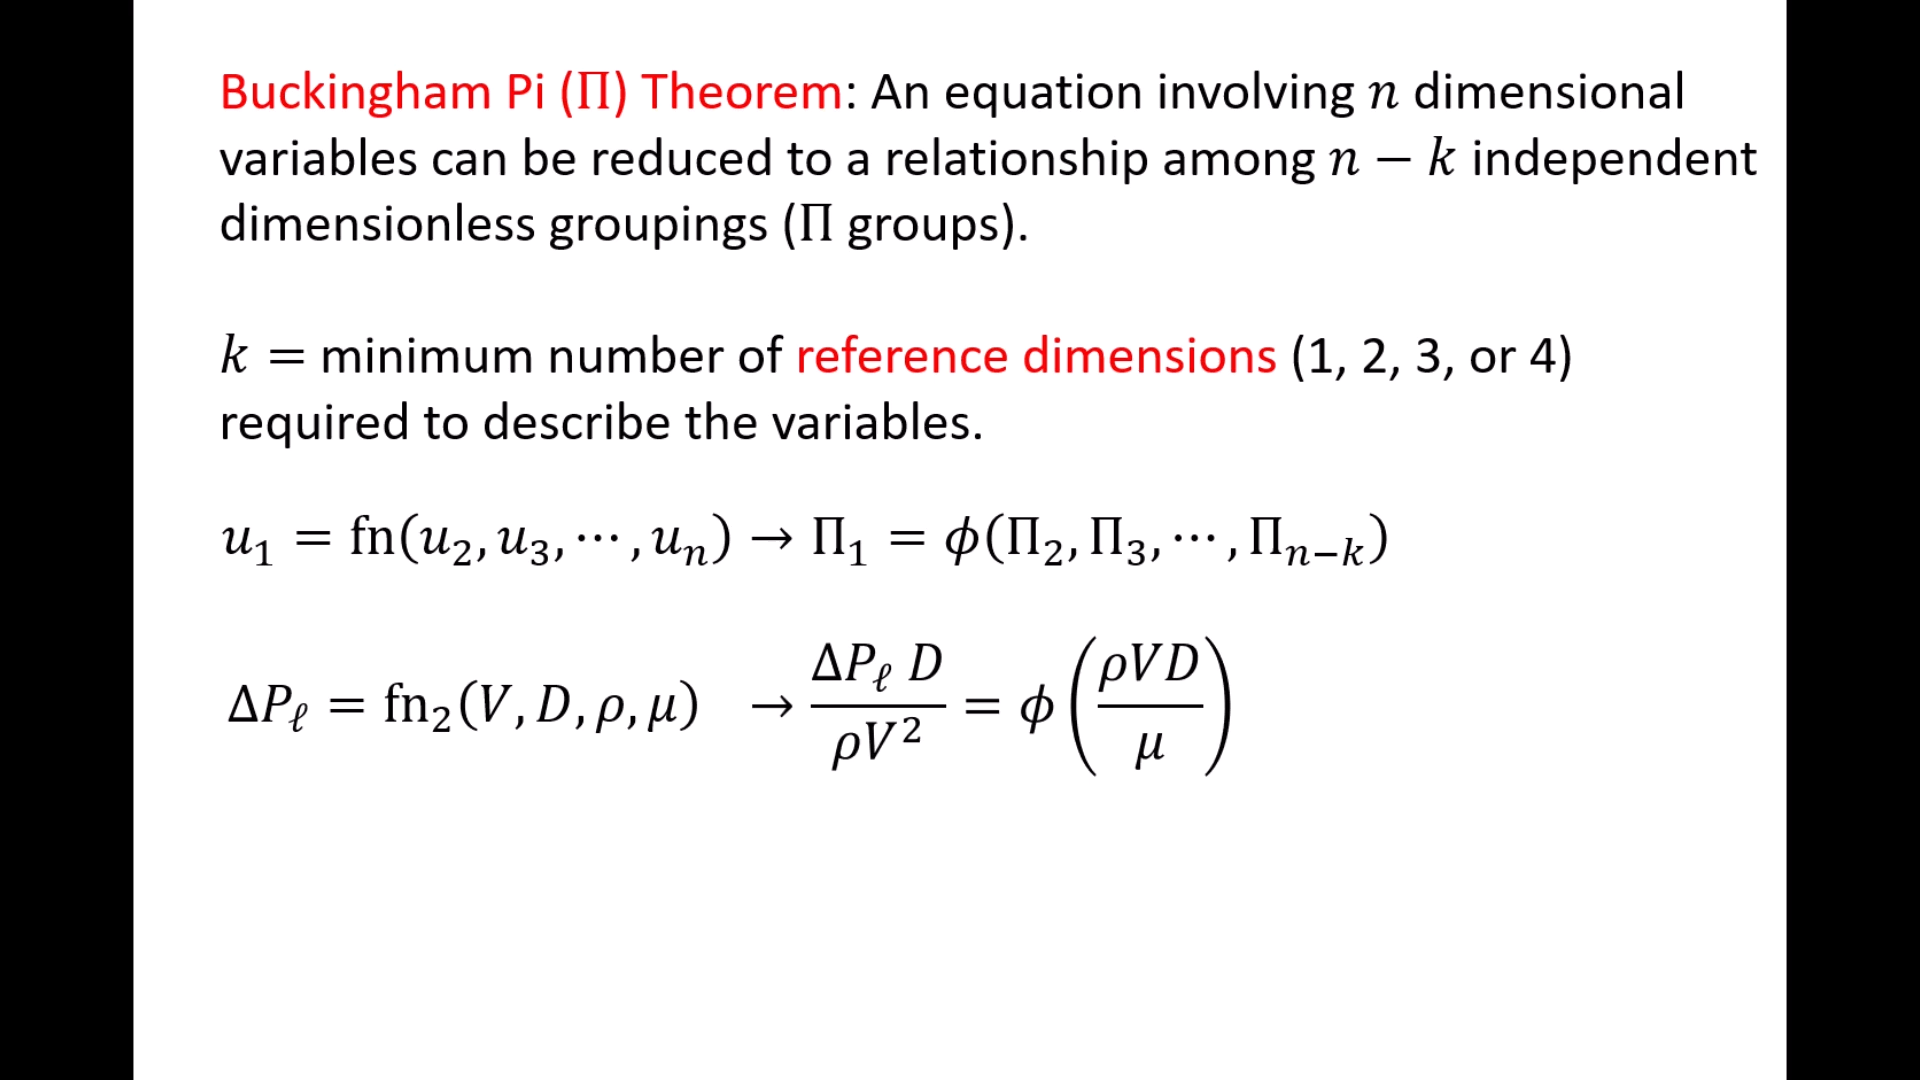 Buckingham Pi (Π) Theorem: An equation involving n dimensional
variables can be reduced to a relationship among n − k independent
dimensionless groupings (Π groups).
k = minimum number of reference dimensions (1, 2, 3, or 4)
required to describe the variables.
u₁ = fn(u₂, u₃, ⋯ , uₙ) → Π₁ = ϕ(Π₂, Π₃, ⋯ , Πₙ₋ₖ)
ΔP_ℓ = fn₂(V, D, ρ, μ) → ΔP_ℓ D / ρV² = ϕ(ρVD / μ)